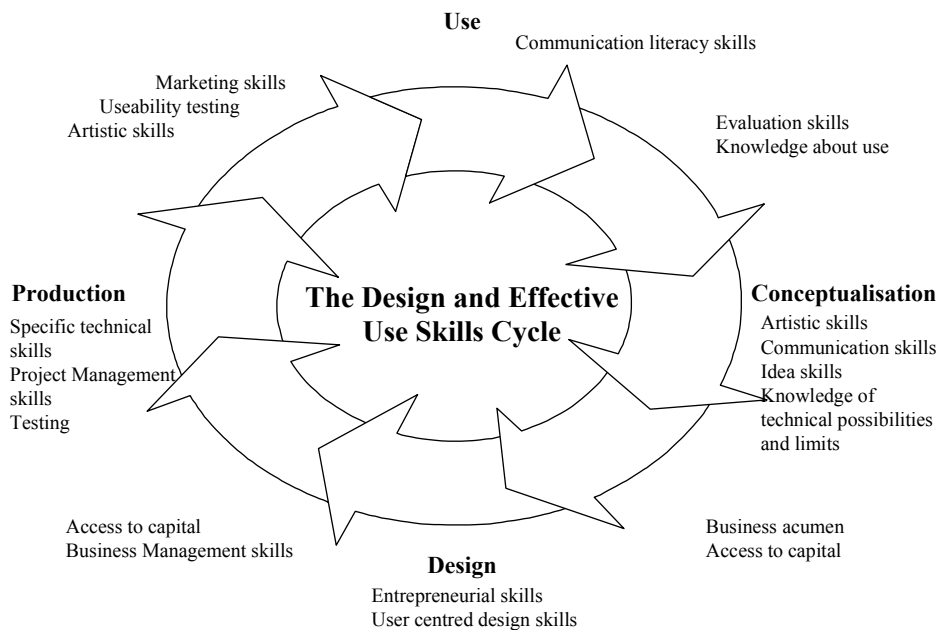 Use
Communication literacy skills
Marketing skills
Useability testing
Artistic skills
Evaluation skills
Knowledge about use
Production
Specific technical
skills
Project Management
skills
Testing
The Design and Effective
Use Skills Cycle
Conceptualisation
Artistic skills
Communication skills
Idea skills
Knowledge of
technical possibilities
and limits
Access to capital
Business Management skills
Design
Entrepreneurial skills
User centred design skills
Business acumen
Access to capital